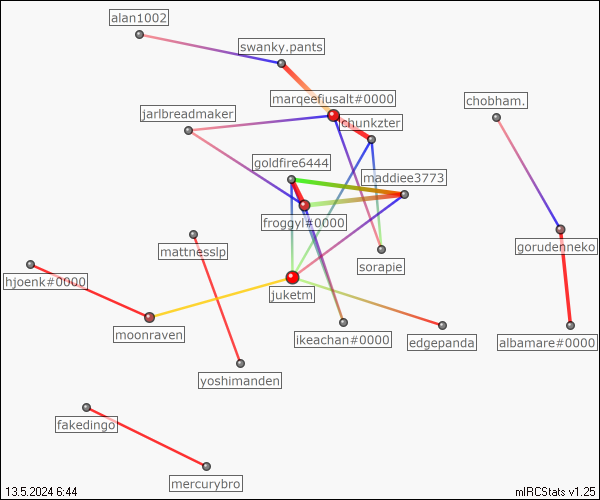 alan1002
swanky.pants
marqeefiusalt#0000
chobham.
jarlbreadmaker
chunkzter
goldfire6444
maddiee3773
froggyl#0000
gorudenneko
mattnesslp
sorapie
hjoenk#0000
juketm
moonraven
ikeachan#0000
edgepanda
albamare#0000
yoshimanden
fakedingo
mercurybro
13.5.2024 6:44
mIRCStats v1.25